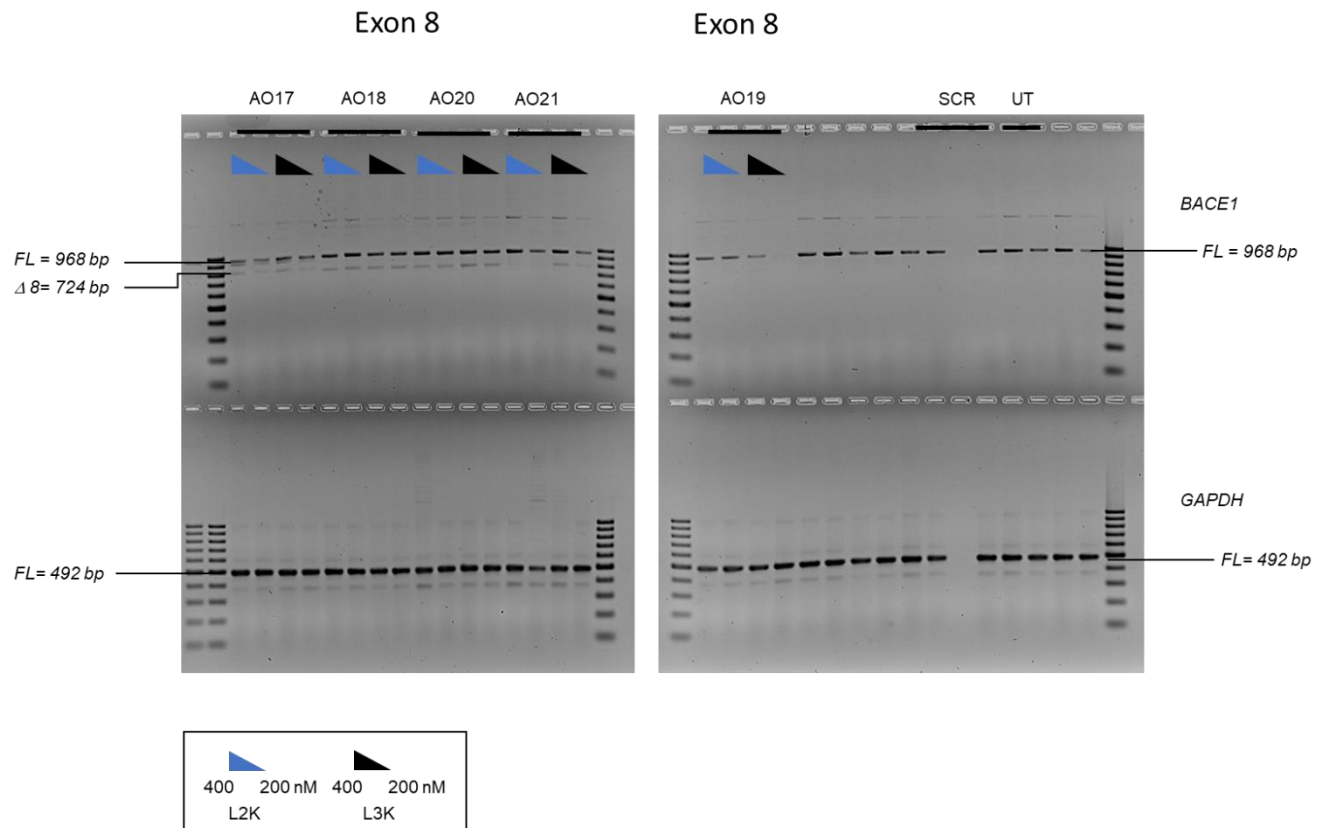 Exon 8
Exon 8
AO17 AO18 AO20 AO21
AO19 SCR UT
BACE1
FL = 968 bp
Δ 8= 724 bp
FL = 968 bp
GAPDH
FL= 492 bp
FL= 492 bp
400 200 nM 400 200 nM
L2K L3K